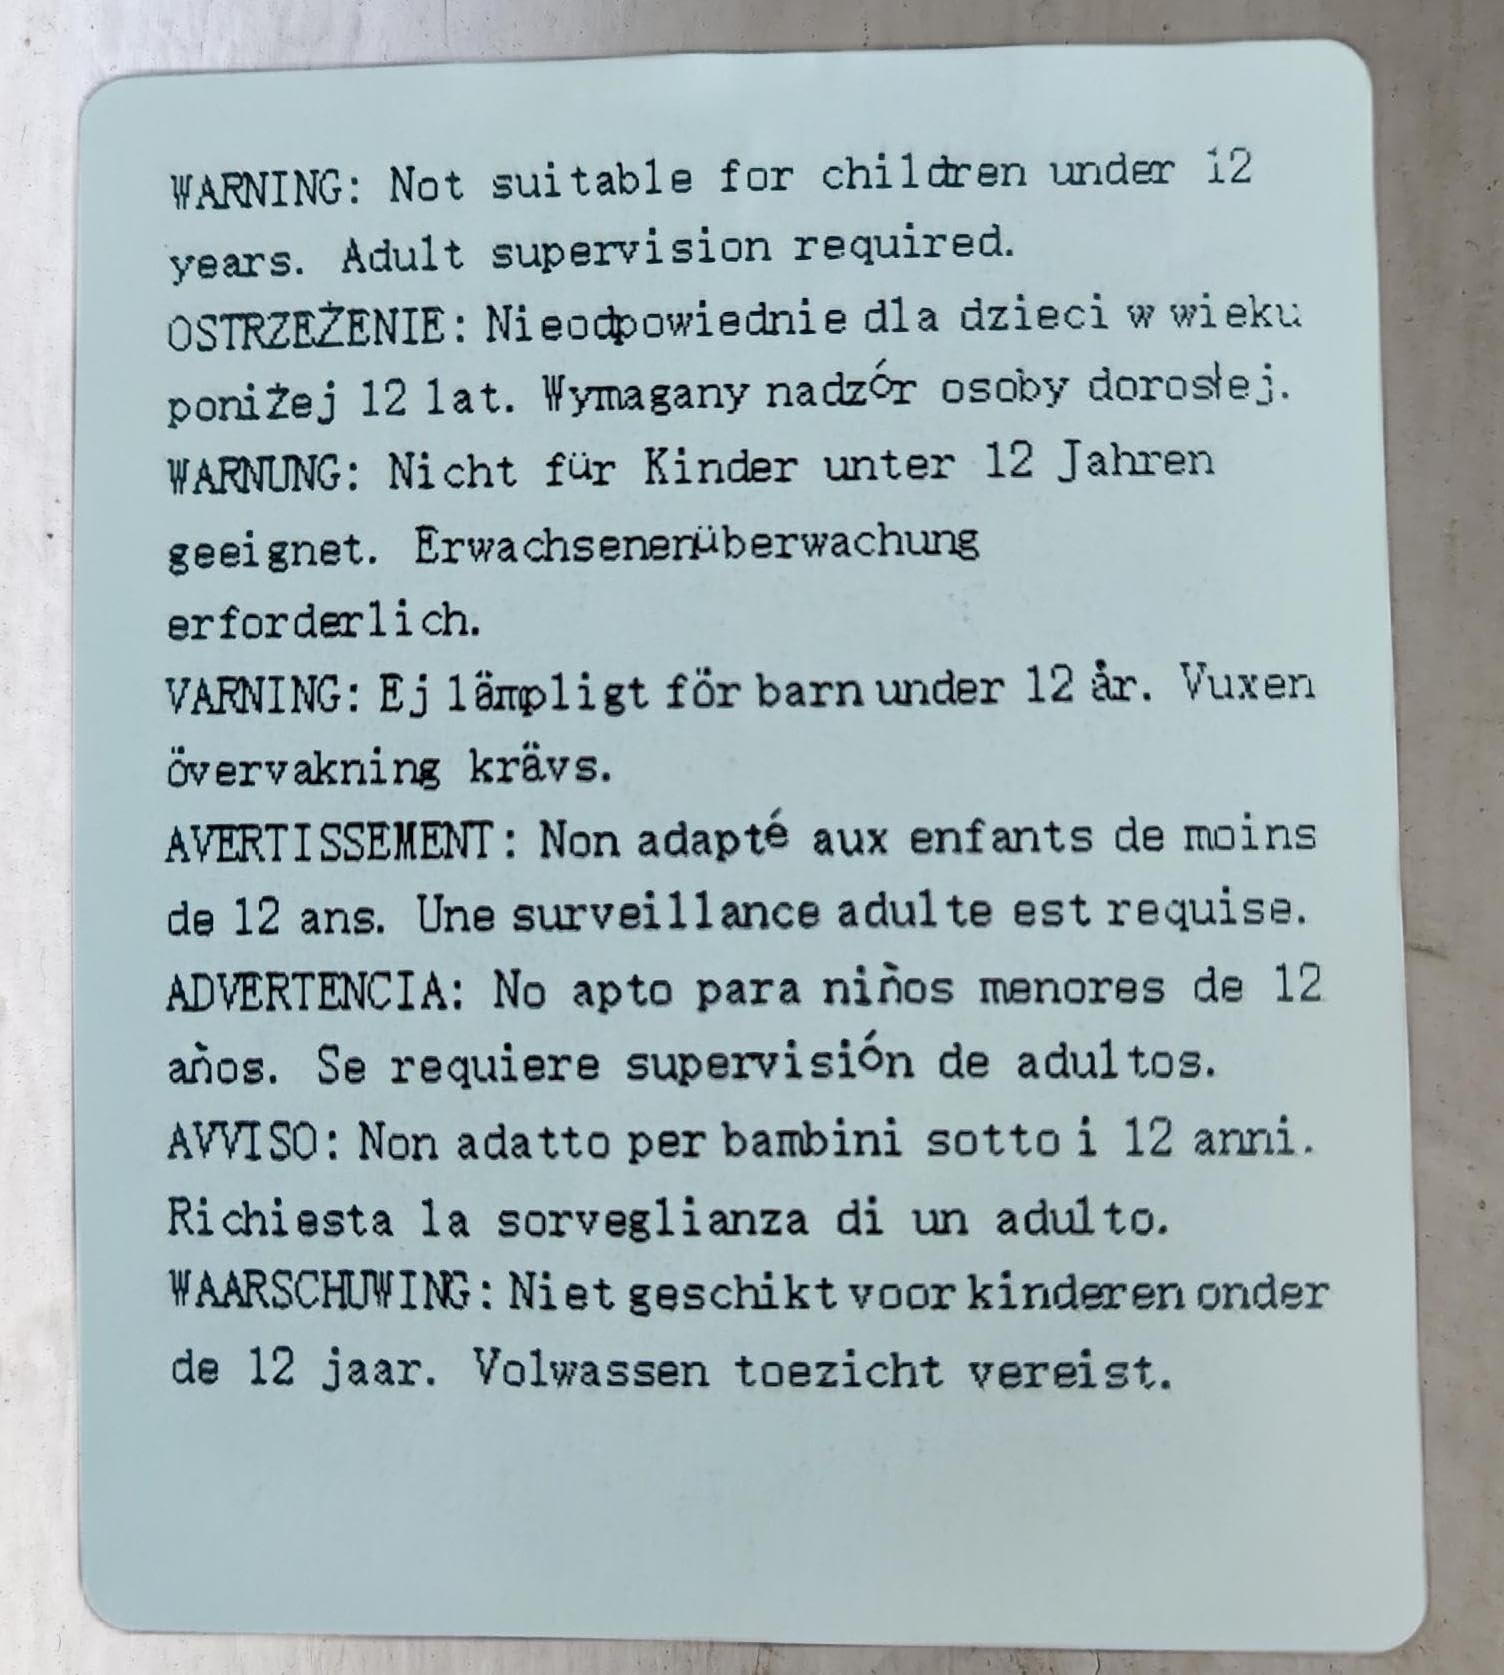 WARNING: Not suitable for children under 12
years. Adult supervision required.
OSTRZEŻENIE: Nieodpowiednie dla dzieci w wieku
poniżej 12 lat. Wymagany nadzór osoby dorosłej.
WARNUNG: Nicht für Kinder unter 12 Jahren
geeignet. Erwachsenenüberwachung
erforderlich.
VARNING: Ej lämpligt för barn under 12 år. Vuxen
övervakning krävs.
AVERTISSEMENT: Non adapté aux enfants de moins
de 12 ans. Une surveillance adulte est requise.
ADVERTENCIA: No apto para niños menores de 12
años. Se requiere supervisión de adultos.
AVVISO: Non adatto per bambini sotto i 12 anni.
Richiesta la sorveglianza di un adulto.
WAARSCHUWING: Niet geschikt voor kinderen onder
de 12 jaar. Volwassen toezicht vereist.